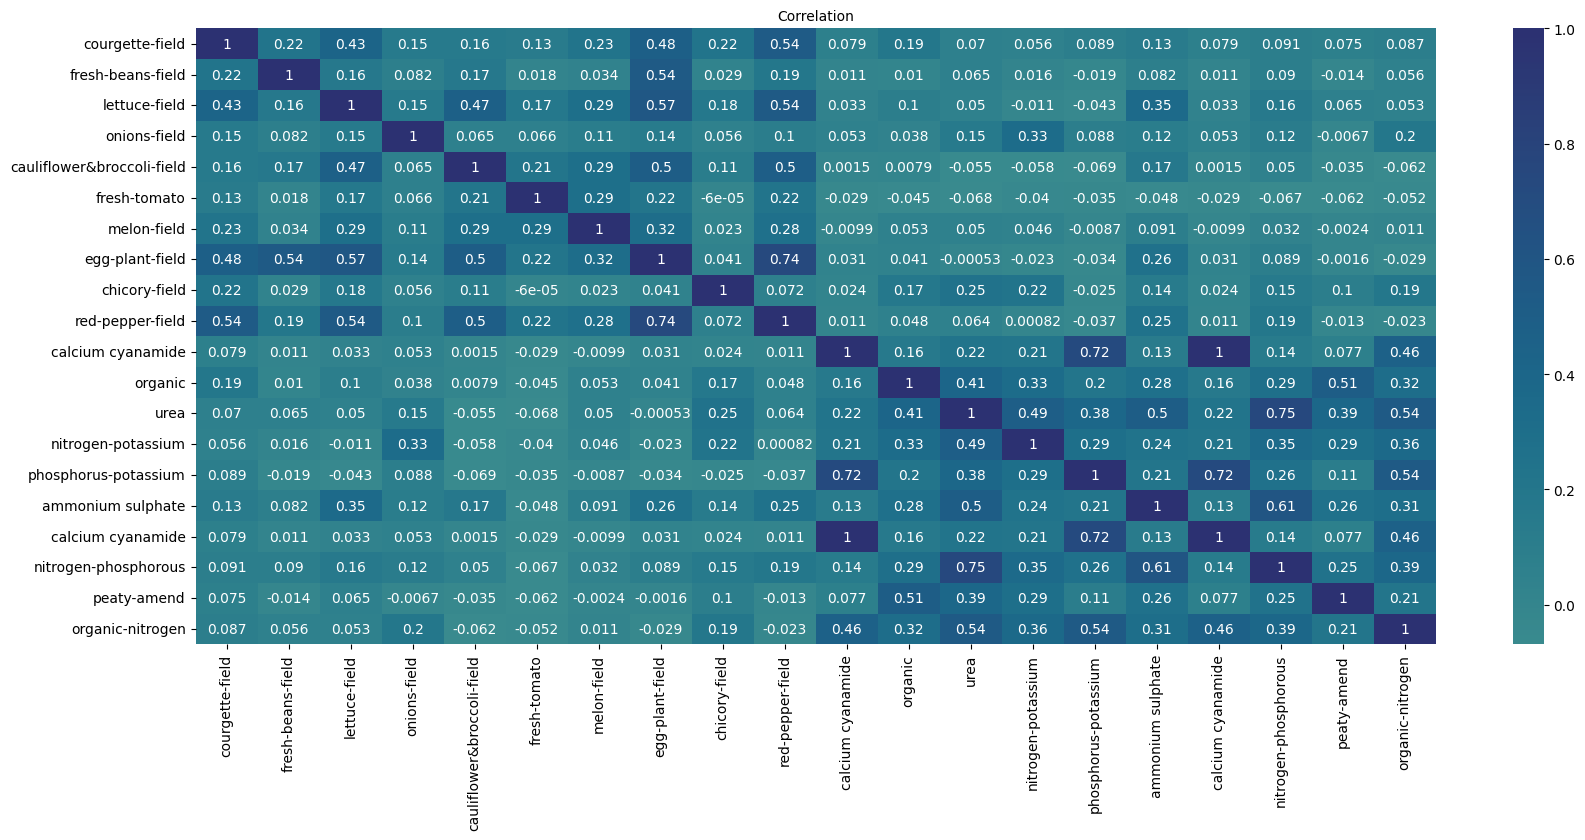 Correlation
courgette-field 1 0.22 0.43 0.15 0.16 0.13 0.23 0.48 0.22 0.54 0.079 0.19 0.07 0.056 0.089 0.13 0.079 0.091 0.075 0.087
fresh-beans-field 0.22 1 0.16 0.082 0.17 0.018 0.034 0.54 0.029 0.19 0.011 0.01 0.065 0.016 -0.019 0.082 0.011 0.09 -0.014 0.056
lettuce-field 0.43 0.16 1 0.15 0.47 0.17 0.29 0.57 0.18 0.54 0.033 0.1 0.05 -0.011 -0.043 0.35 0.033 0.16 0.065 0.053
onions-field 0.15 0.082 0.15 1 0.065 0.066 0.11 0.14 0.056 0.1 0.053 0.038 0.15 0.33 0.088 0.12 0.053 0.12 -0.0067 0.2
cauliflower&broccoli-field 0.16 0.17 0.47 0.065 1 0.21 0.29 0.5 0.11 0.5 0.0015 0.0079 -0.055 -0.058 -0.069 0.17 0.0015 0.05 -0.035 -0.062
fresh-tomato 0.13 0.018 0.17 0.066 0.21 1 0.29 0.22 -6e-05 0.22 -0.029 -0.045 -0.068 -0.04 -0.035 -0.048 -0.029 -0.067 -0.062 -0.052
melon-field 0.23 0.034 0.29 0.11 0.29 0.29 1 0.32 0.023 0.28 -0.0099 0.053 0.05 0.046 -0.0087 0.091 -0.0099 0.032 -0.0024 0.011
egg-plant-field 0.48 0.54 0.57 0.14 0.5 0.22 0.32 1 0.041 0.74 0.031 0.041 -0.00053 -0.023 -0.034 0.26 0.031 0.089 -0.0016 -0.029
chicory-field 0.22 0.029 0.18 0.056 0.11 -6e-05 0.023 0.041 1 0.072 0.024 0.17 0.25 0.22 -0.025 0.14 0.024 0.15 0.1 0.19
red-pepper-field 0.54 0.19 0.54 0.1 0.5 0.22 0.28 0.74 0.072 1 0.011 0.048 0.064 0.00082 -0.037 0.25 0.011 0.19 -0.013 -0.023
calcium cyanamide 0.079 0.011 0.033 0.053 0.0015 -0.029 -0.0099 0.031 0.024 0.011 1 0.16 0.22 0.21 0.72 0.13 1 0.14 0.077 0.46
organic 0.19 0.01 0.1 0.038 0.0079 -0.045 0.053 0.041 0.17 0.048 0.16 1 0.41 0.33 0.2 0.28 0.16 0.29 0.51 0.32
urea 0.07 0.065 0.05 0.15 -0.055 -0.068 0.05 -0.00053 0.25 0.064 0.22 0.41 1 0.49 0.38 0.5 0.22 0.75 0.39 0.54
nitrogen-potassium 0.056 0.016 -0.011 0.33 -0.058 -0.04 0.046 -0.023 0.22 0.00082 0.21 0.33 0.49 1 0.29 0.24 0.21 0.35 0.29 0.36
phosphorus-potassium 0.089 -0.019 -0.043 0.088 -0.069 -0.035 -0.0087 -0.034 -0.025 -0.037 0.72 0.2 0.38 0.29 1 0.21 0.72 0.26 0.11 0.54
ammonium sulphate 0.13 0.082 0.35 0.12 0.17 -0.048 0.091 0.26 0.14 0.25 0.13 0.28 0.5 0.24 0.21 1 0.13 0.61 0.26 0.31
calcium cyanamide 0.079 0.011 0.033 0.053 0.0015 -0.029 -0.0099 0.031 0.024 0.011 1 0.16 0.22 0.21 0.72 0.13 1 0.14 0.077 0.46
nitrogen-phosphorous 0.091 0.09 0.16 0.12 0.05 -0.067 0.032 0.089 0.15 0.19 0.14 0.29 0.75 0.35 0.26 0.61 0.14 1 0.25 0.39
peaty-amend 0.075 -0.014 0.065 -0.0067 -0.035 -0.062 -0.0024 -0.0016 0.1 -0.013 0.077 0.51 0.39 0.29 0.11 0.26 0.077 0.25 1 0.21
organic-nitrogen 0.087 0.056 0.053 0.2 -0.062 -0.052 0.011 -0.029 0.19 -0.023 0.46 0.32 0.54 0.36 0.54 0.31 0.46 0.39 0.21 1
courgette-field
fresh-beans-field
lettuce-field
onions-field
cauliflower&broccoli-field
fresh-tomato
melon-field
egg-plant-field
chicory-field
red-pepper-field
calcium cyanamide
organic
urea
nitrogen-potassium
phosphorus-potassium
ammonium sulphate
calcium cyanamide
nitrogen-phosphorous
peaty-amend
organic-nitrogen
1.0
0.8
0.6
0.4
0.2
0.0